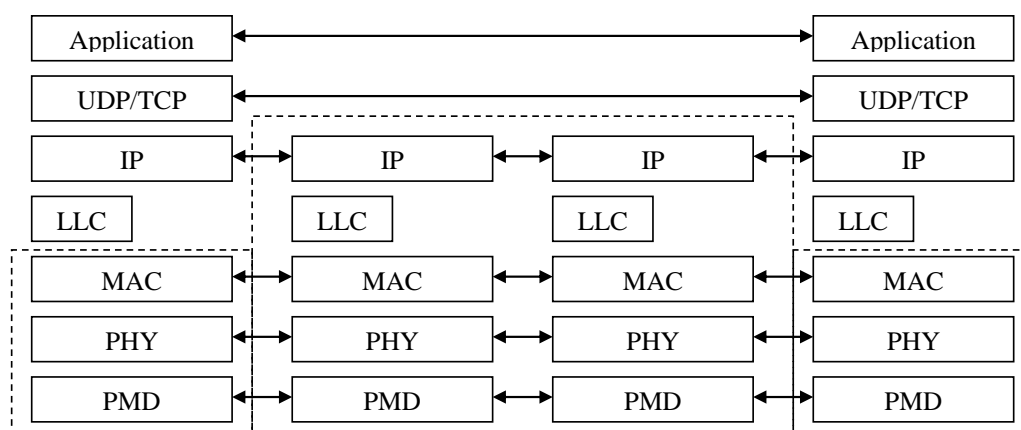 Application Application
UDP/TCP UDP/TCP
IP IP IP IP
LLC LLC LLC LLC
MAC MAC MAC MAC
PHY PHY PHY PHY
PMD PMD PMD PMD